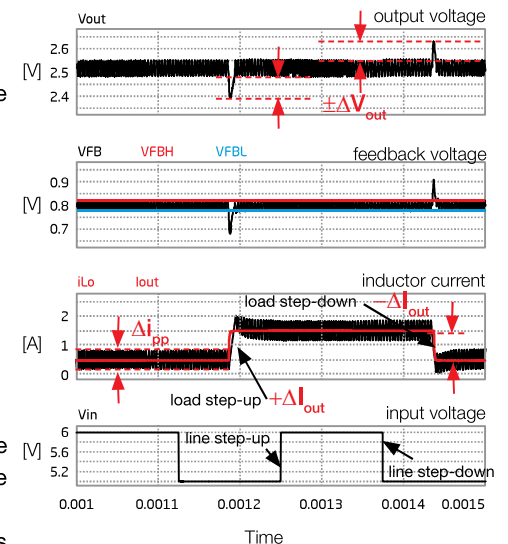 Vout output voltage
2.6
[V] 2.5
e
2.4
±ΔVout
VFB VFBH VFBL feedback voltage
0.9
[V] 0.8
0.7
iLo Iout inductor current
load step-down −ΔIout
2
Δipp
[A] 1
0
load step-up +ΔIout
Vin input voltage
6
line step-up
e
[V] 5.6
line step-down
e
5.2
0.001 0.0011 0.0012 0.0013 0.0014 0.0015
Time
s